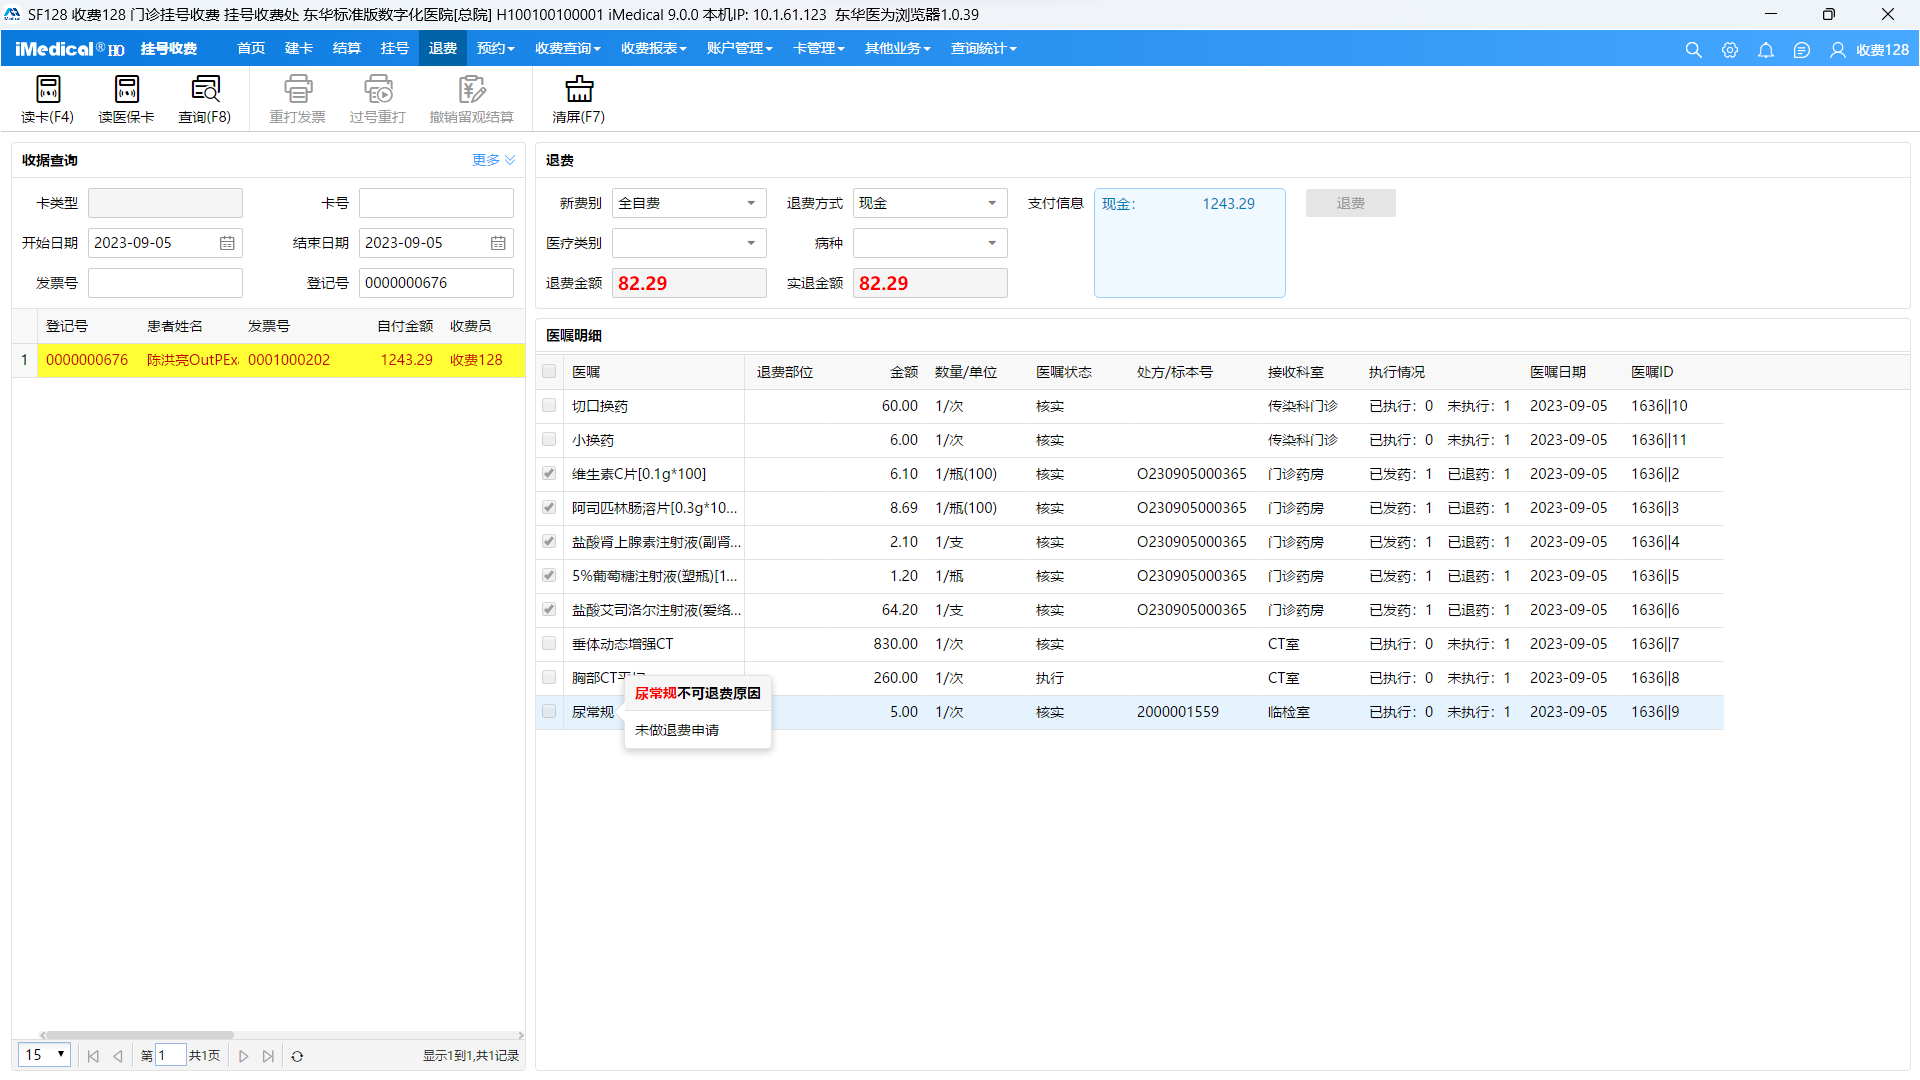 SF128 收费128 门诊挂号收费 挂号收费处 东华标准版数字化医院[总院] H100100100001 iMedical 9.0.0 本机IP: 10.1.61.123 东华医为浏览器1.0.39
iMedical® HO 挂号收费 首页 建卡 结算 挂号 退费 预约 收费查询 收费报表 账户管理 卡管理 其他业务 查询统计 收费128
读卡(F4) 读医保卡 查询(F8) 重打发票 过号重打 撤销留观结算 清屏(F7)
收据查询 更多
卡类型 卡号
开始日期 2023-09-05 结束日期 2023-09-05
发票号 登记号 0000000676
登记号 患者姓名 发票号 自付金额 收费员
1 0000000676 陈洪亮OutPEx 0001000202 1243.29 收费128
15 第 1 共1页 显示1到1,共1记录
退费
新费别 全自费 退费方式 现金 支付信息 现金: 1243.29 退费
医疗类别 病种
退费金额 82.29 实退金额 82.29
医嘱明细
医嘱 退费部位 金额 数量/单位 医嘱状态 处方/标本号 接收科室 执行情况 医嘱日期 医嘱ID
切口换药 60.00 1/次 核实 传染科门诊 已执行: 0 未执行: 1 2023-09-05 1636||10
小换药 6.00 1/次 核实 传染科门诊 已执行: 0 未执行: 1 2023-09-05 1636||11
维生素C片[0.1g*100] 6.10 1/瓶(100) 核实 O230905000365 门诊药房 已发药: 1 已退药: 1 2023-09-05 1636||2
阿司匹林肠溶片[0.3g*10... 8.69 1/瓶(100) 核实 O230905000365 门诊药房 已发药: 1 已退药: 1 2023-09-05 1636||3
盐酸肾上腺素注射液(副肾... 2.10 1/支 核实 O230905000365 门诊药房 已发药: 1 已退药: 1 2023-09-05 1636||4
5%葡萄糖注射液(塑瓶)[1... 1.20 1/瓶 核实 O230905000365 门诊药房 已发药: 1 已退药: 1 2023-09-05 1636||5
盐酸艾司洛尔注射液(爱络... 64.20 1/支 核实 O230905000365 门诊药房 已发药: 1 已退药: 1 2023-09-05 1636||6
垂体动态增强CT 830.00 1/次 核实 CT室 已执行: 0 未执行: 1 2023-09-05 1636||7
胸部CT 260.00 1/次 执行 CT室 已执行: 0 未执行: 1 2023-09-05 1636||8
尿常规 5.00 1/次 核实 2000001559 临检室 已执行: 0 未执行: 1 2023-09-05 1636||9
尿常规不可退费原因
未做退费申请